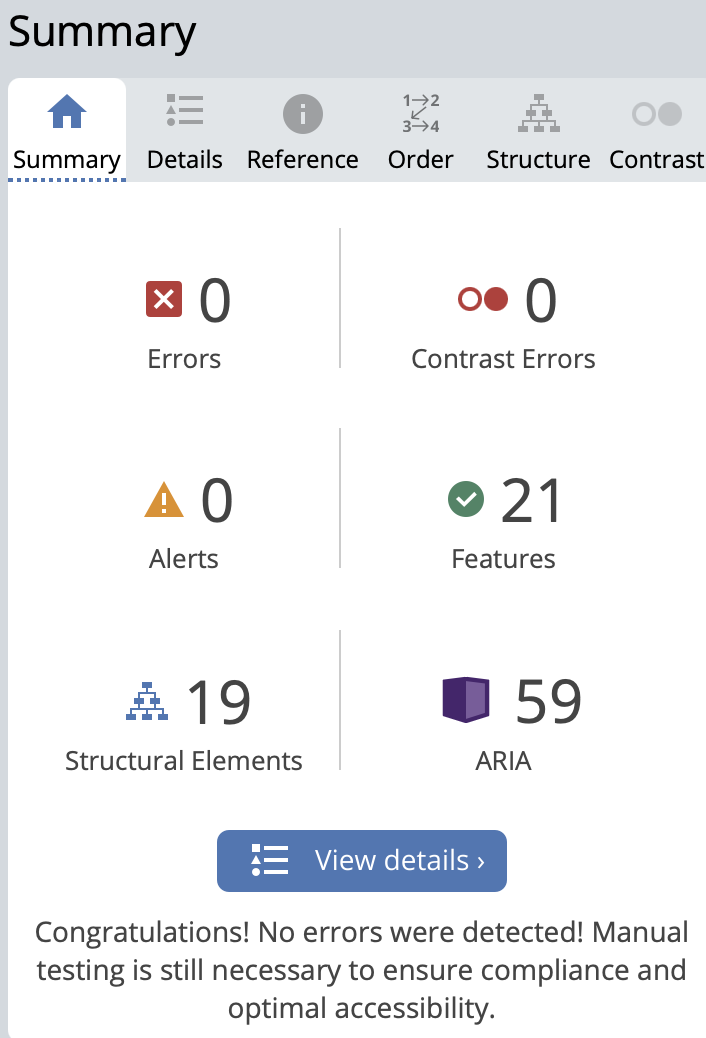 Summary
1→2
3→4
Summary Details Reference Order Structure Contrast
0 0
Errors Contrast Errors
0 21
Alerts Features
19 59
Structural Elements ARIA
View details ›
Congratulations! No errors were detected! Manual
testing is still necessary to ensure compliance and
optimal accessibility.